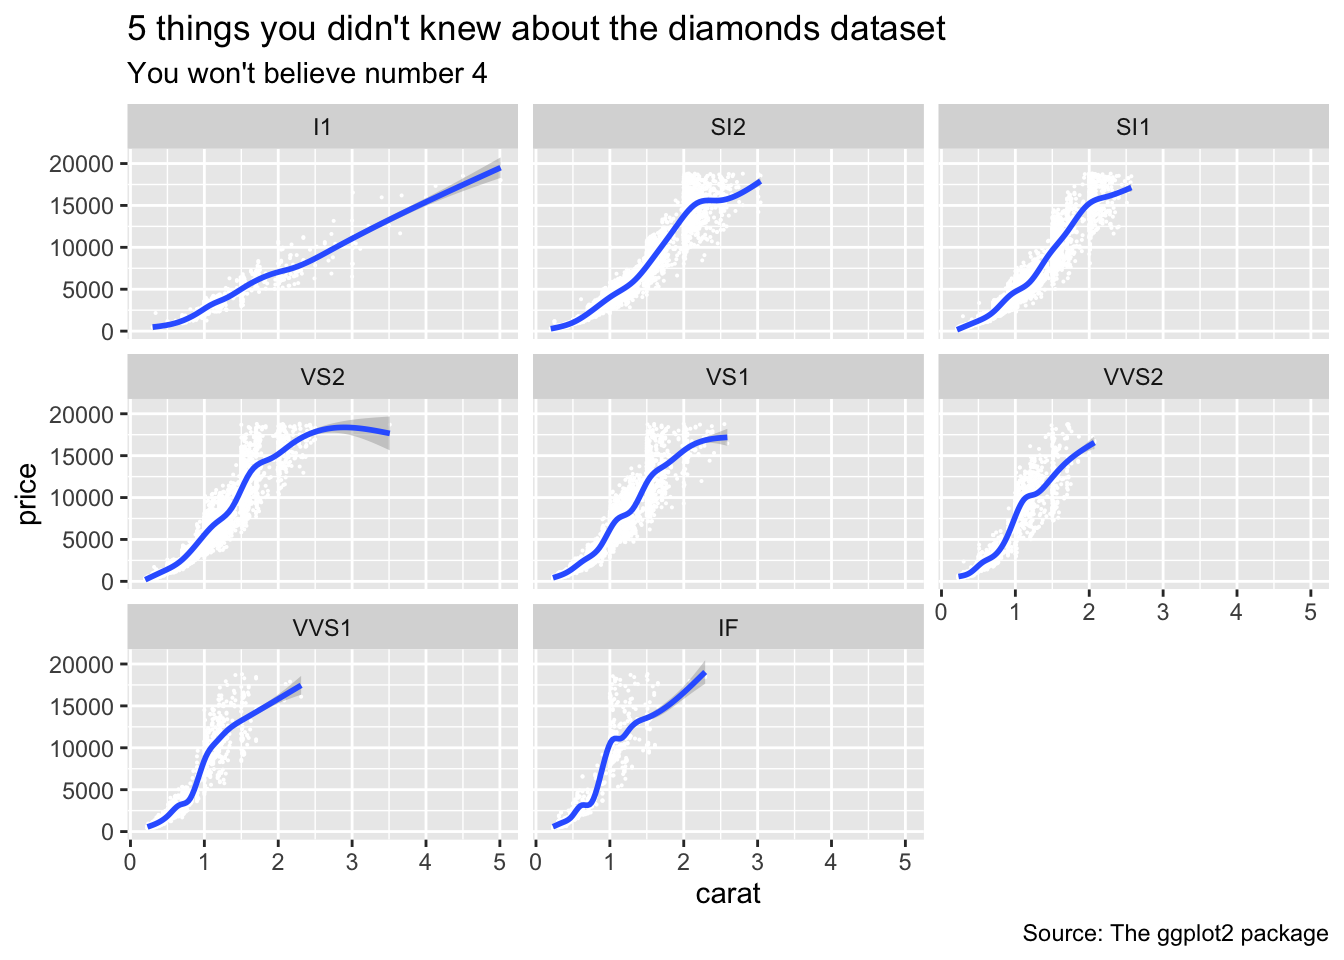 5 things you didn't knew about the diamonds dataset
You won't believe number 4
I1 SI2 SI1
20000
15000
10000
5000
0
VS2 VS1 VVS2
20000
15000
10000
5000
0
0 1 2 3 4 5
VVS1 IF
20000
15000
10000
5000
0
0 1 2 3 4 5 0 1 2 3 4 5
price
carat
Source: The ggplot2 package